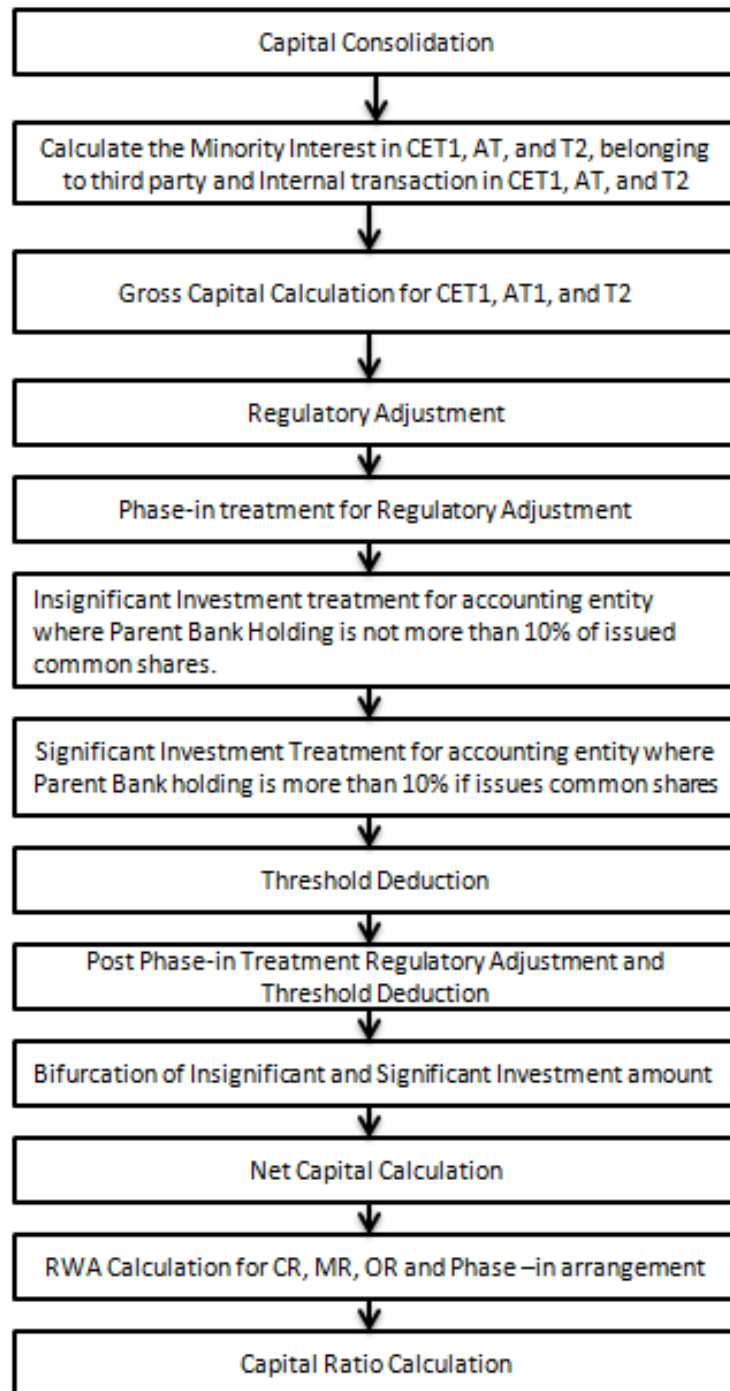 Capital Consolidation
Calculate the Minority Interest in CET1, AT, and T2, belonging
to third party and Internal transaction in CET1, AT, and T2
Gross Capital Calculation for CET1, AT1, and T2
Regulatory Adjustment
Phase-in treatment for Regulatory Adjustment
Insignificant Investment treatment for accounting entity
where Parent Bank Holding is not more than 10% of issued
common shares.
Significant Investment Treatment for accounting entity where
Parent Bank holding is more than 10% if issues common shares
Threshold Deduction
Post Phase-in Treatment Regulatory Adjustment and
Threshold Deduction
Bifurcation of Insignificant and Significant Investment amount
Net Capital Calculation
RWA Calculation for CR, MR, OR and Phase –in arrangement
Capital Ratio Calculation